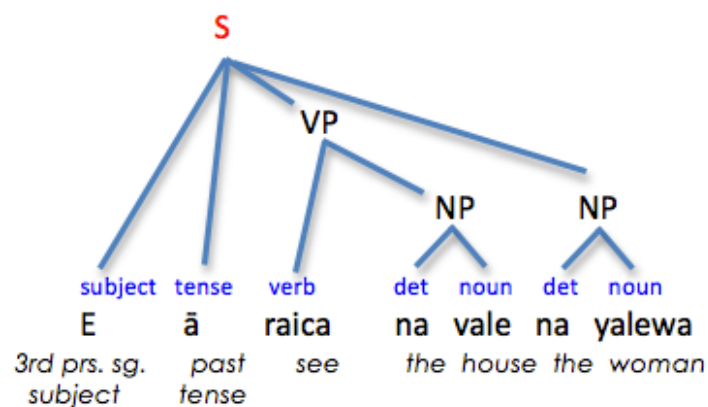 S
VP
NP NP
subject tense verb det noun det noun
E ā raica na vale na yalewa
3rd prs. sg. past see the house the woman
subject tense